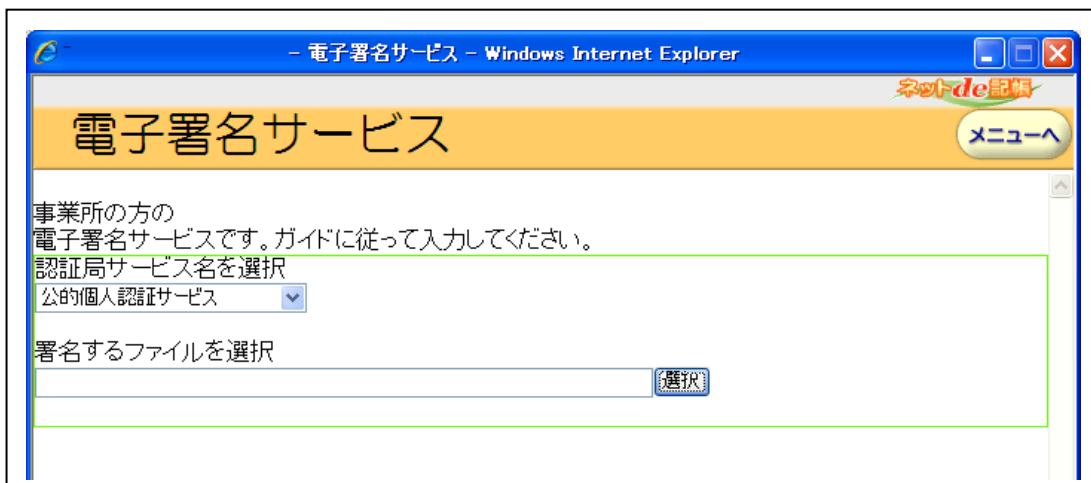 - 電子署名サービス - Windows Internet Explorer
ネットde記帳
電子署名サービス
メニューへ
事業所の方の
電子署名サービスです。ガイドに従って入力してください。
認証局サービス名を選択
公的個人認証サービス
署名するファイルを選択
選択